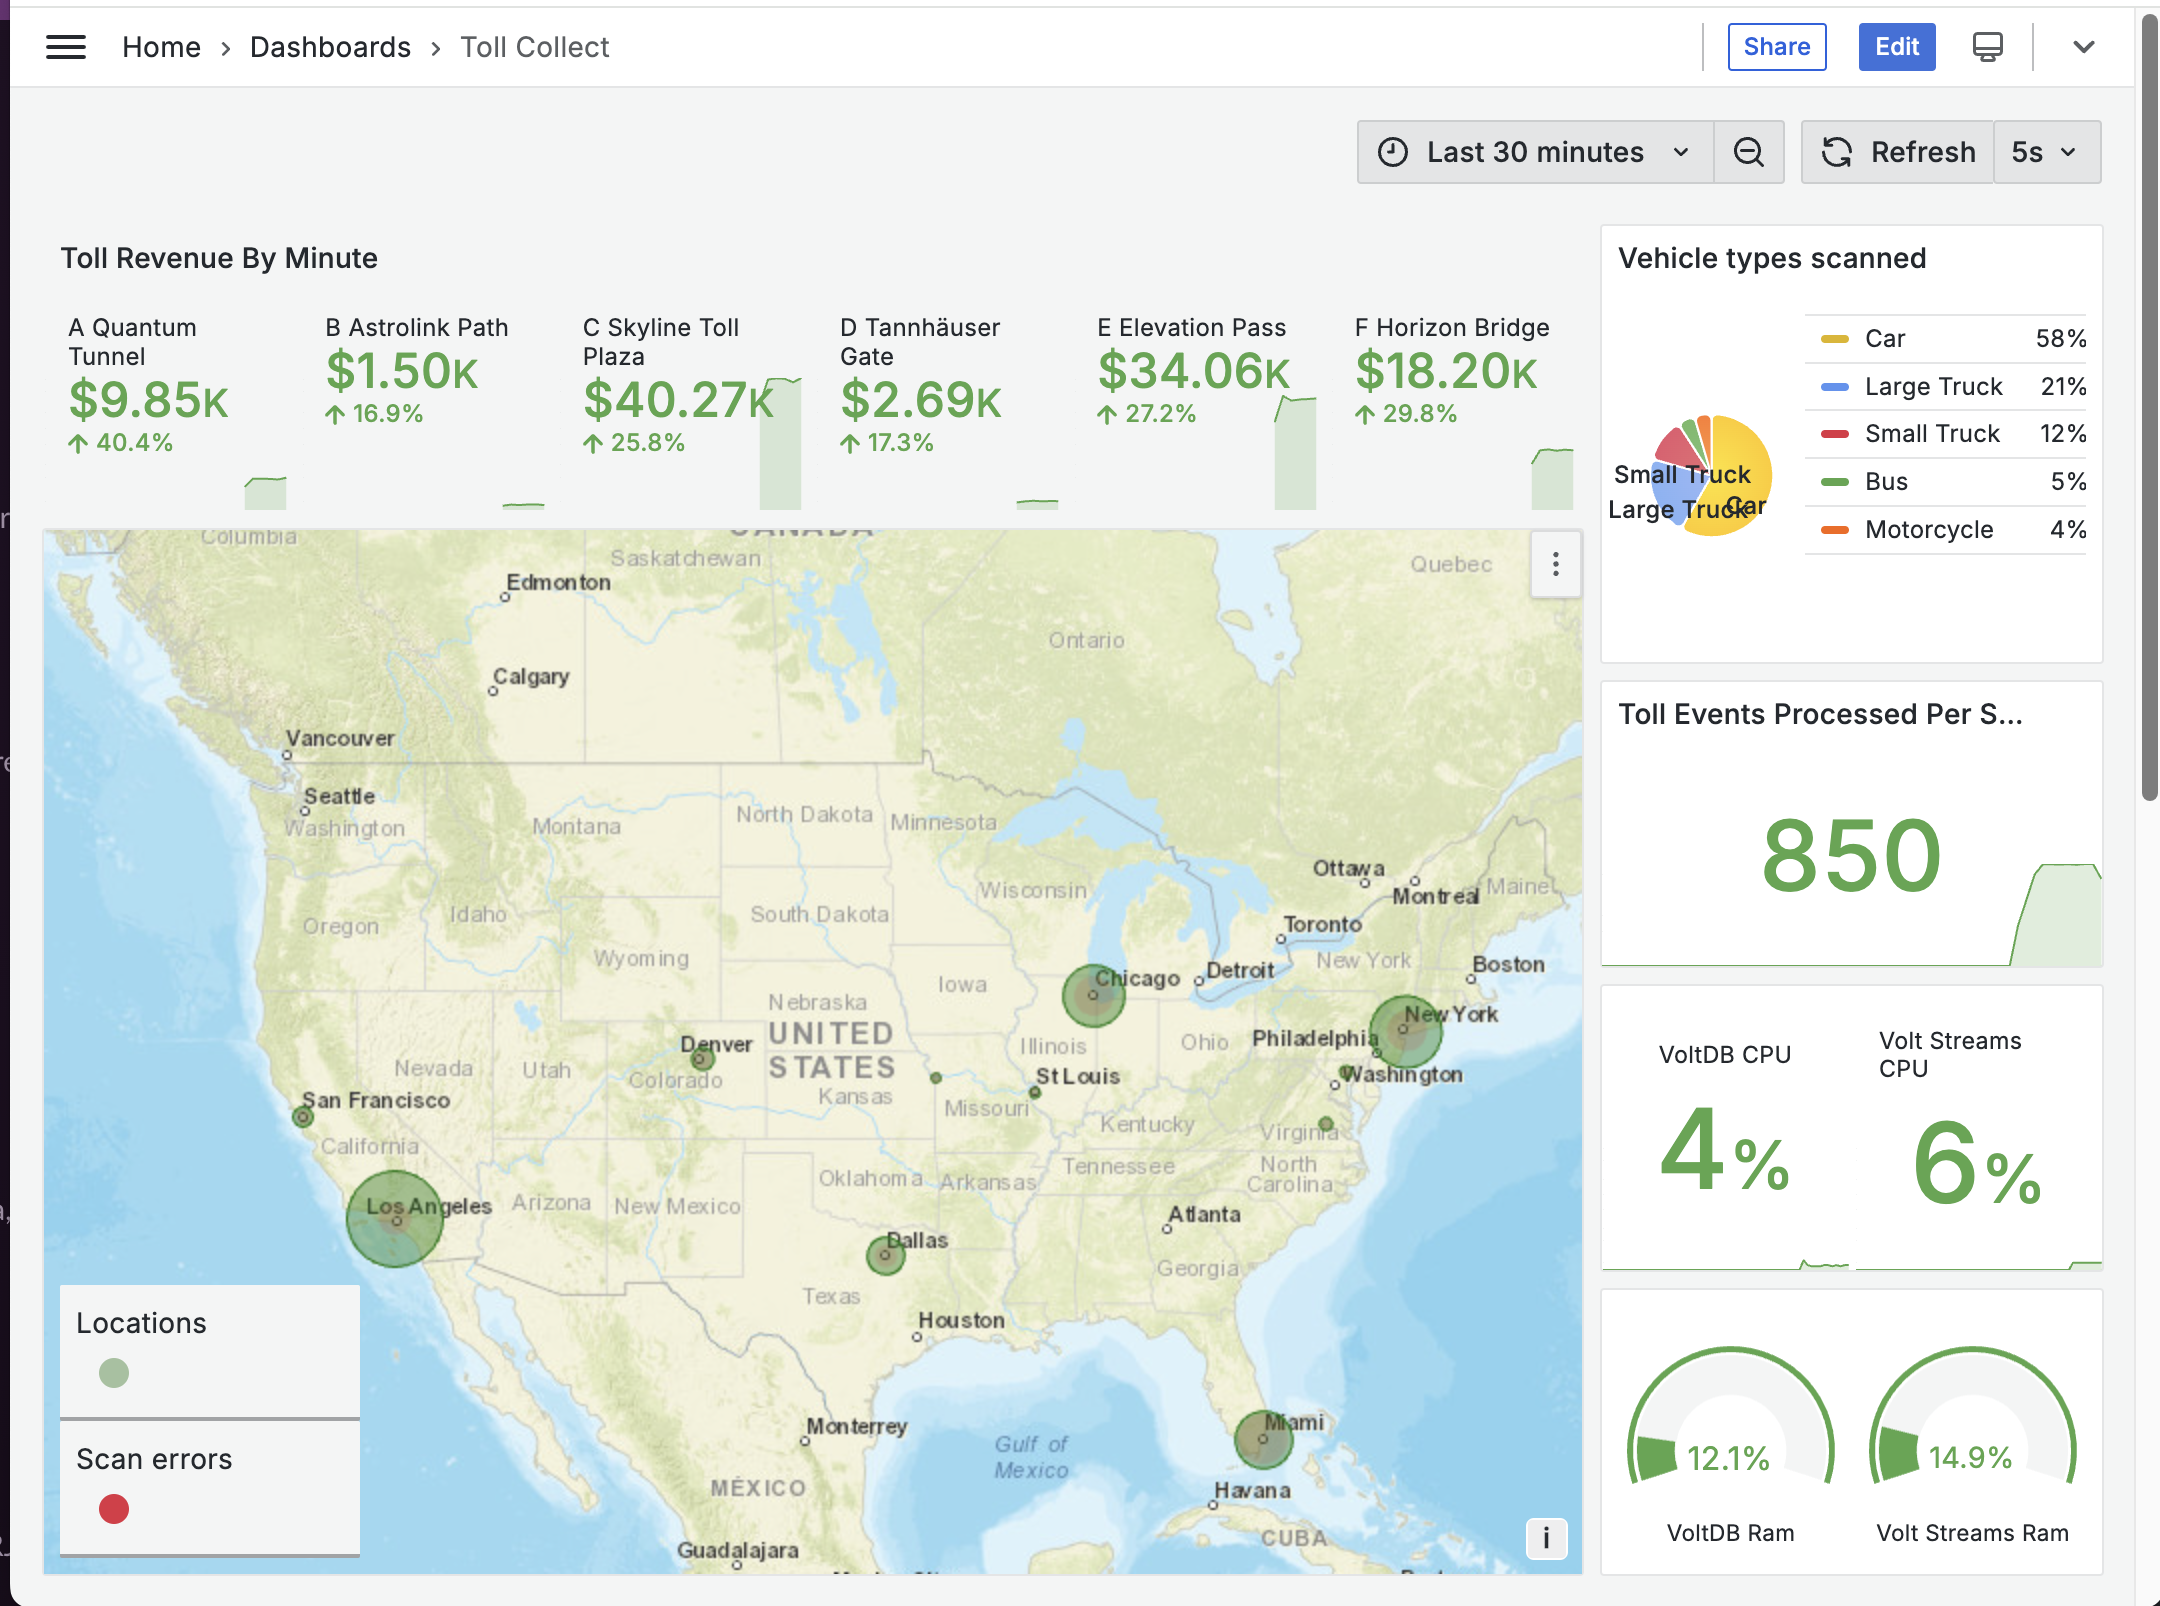 Home › Dashboards › Toll Collect
Share
Edit
Last 30 minutes
Refresh
5s
Toll Revenue By Minute
A Quantum
Tunnel
$9.85K
40.4%
B Astrolink Path
$1.50K
16.9%
C Skyline Toll
Plaza
$40.27K
25.8%
D Tannhäuser
Gate
$2.69K
17.3%
E Elevation Pass
$34.06K
27.2%
F Horizon Bridge
$18.20K
29.8%
Vehicle types scanned
Small Truck
Large Truck
Car
Car 58%
Large Truck 21%
Small Truck 12%
Bus 5%
Motorcycle 4%
Toll Events Processed Per S...
850
VoltDB CPU
4%
Volt Streams
CPU
6%
12.1%
VoltDB Ram
14.9%
Volt Streams Ram
CANADA
Columbia
Saskatchewan
Quebec
Edmonton
Ontario
Calgary
Vancouver
Seattle
Washington
Montana
North Dakota
Minnesota
Ottawa
Montreal
Maine
Wisconsin
Oregon
Idaho
South Dakota
Toronto
Wyoming
New York
Boston
Chicago
Detroit
Iowa
Nebraska
New York
UNITED
STATES
Denver
Illinois
Ohio
Philadelphia
Nevada
Utah
Colorado
Kansas
St Louis
Washington
San Francisco
Missouri
Kentucky
Virginia
California
Oklahoma
Arkansas
Tennessee
North
Carolina
Los Angeles
Arizona
New Mexico
Atlanta
Dallas
Georgia
Texas
Houston
Monterrey
Miami
Gulf of
Mexico
MÉXICO
Havana
CUBA
Guadalajara
Locations
Scan errors
i